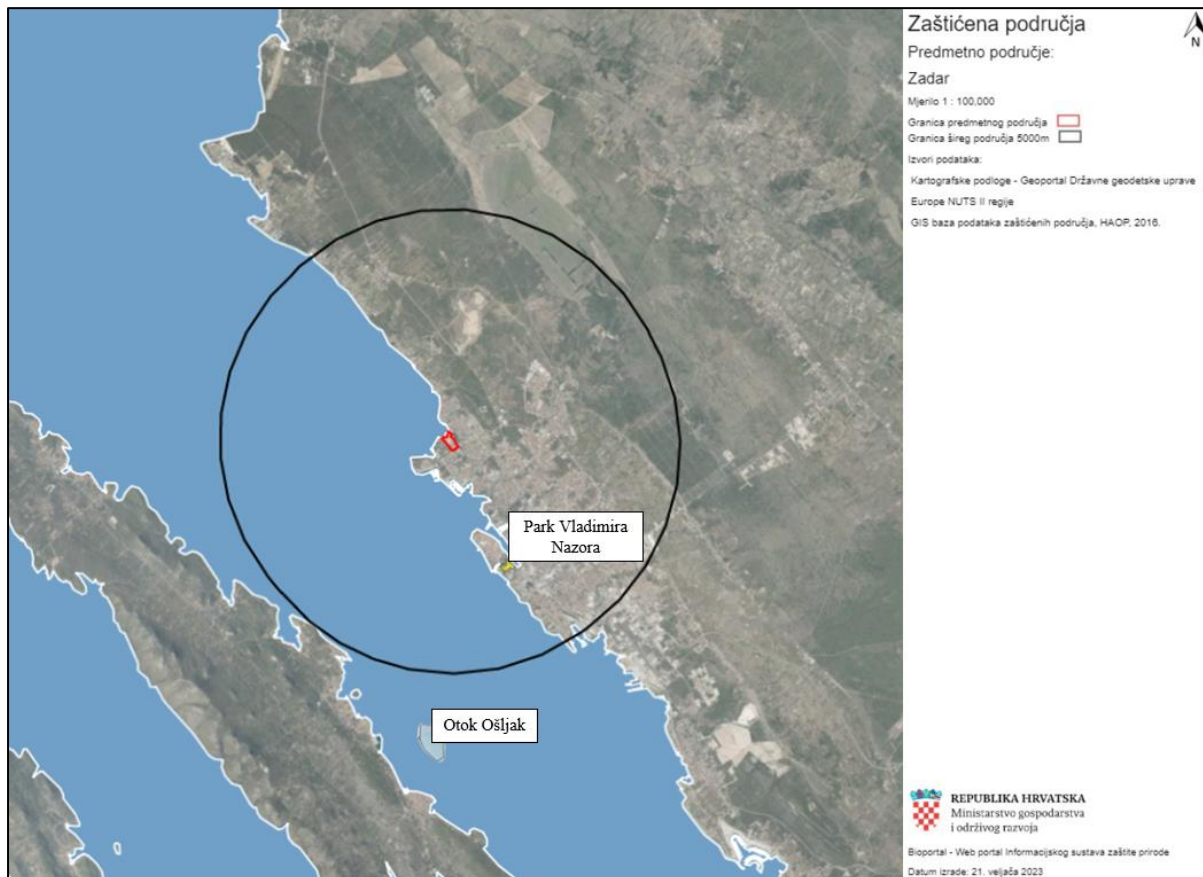 Zaštićena područja
N
Predmetno područje:
Zadar
Mjerilo 1 : 100.000
Granica predmetnog područja
Granica šireg područja 5000m
Izvori podataka:
Kartografske podloge - Geoportal Državne geodetske uprave
Europe NUTS II regije
GIS baza podataka zaštićenih područja, HAOP, 2016.
Park Vladimira
Nazora
Otok Ošljak
REPUBLIKA HRVATSKA
Ministarstvo gospodarstva
i održivog razvoja
Bioportal - Web portal Informacijskog sustava zaštite prirode
Datum izrade: 21. veljača 2023